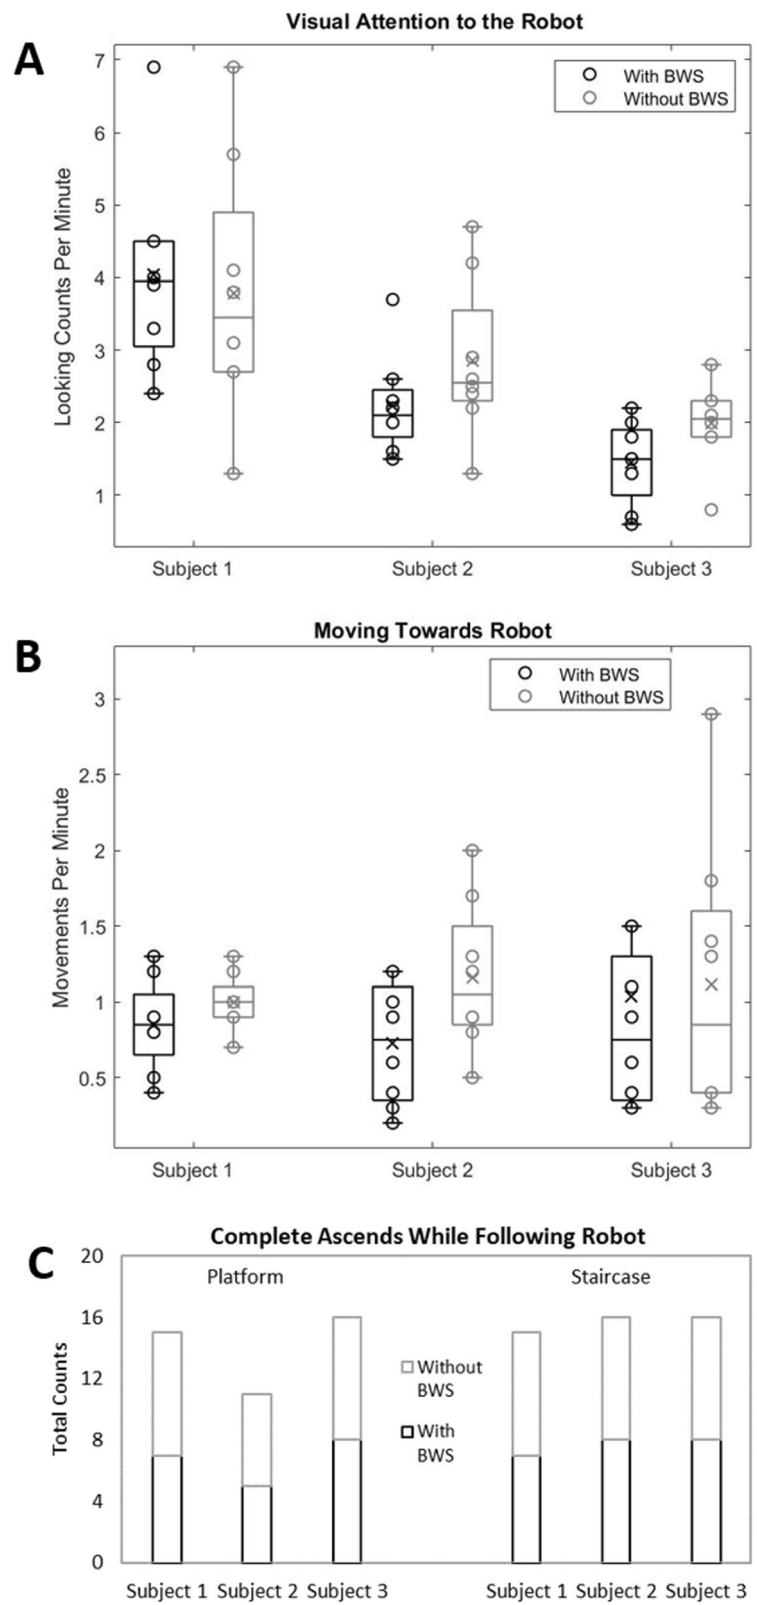 Visual Attention to the Robot
A
7
6
5
4
3
2
1
Looking Counts Per Minute
With BWS
Without BWS
Subject 1
Subject 2
Subject 3
Moving Towards Robot
B
3
2.5
2
1.5
1
0.5
Movements Per Minute
With BWS
Without BWS
Subject 1
Subject 2
Subject 3
Complete Ascends While Following Robot
C
20
16
12
8
4
0
Total Counts
Platform
Staircase
Without
BWS
With
BWS
Subject 1
Subject 2
Subject 3
Subject 1
Subject 2
Subject 3